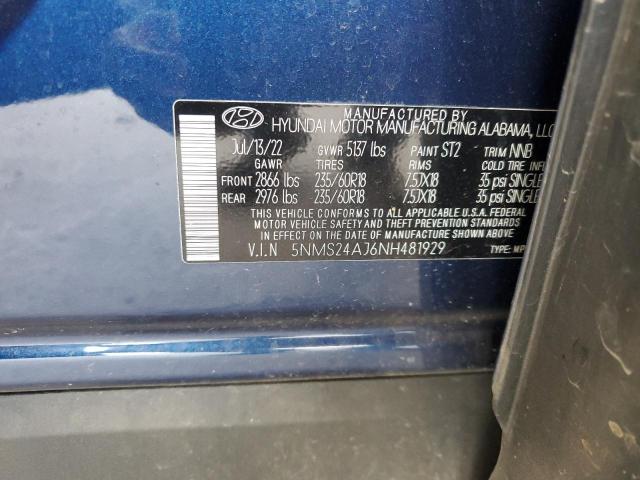 MANUFACTURED BY
HYUNDAI MOTOR MANUFACTURING ALABAMA, LLC
Jul/13/22 GVWR 5137 lbs PAINT ST2 TRIM NNB
GAWR TIRES RIMS COLD TIRE INFL
FRONT 2866 lbs 235/60R18 7.5JX18 35 psi SINGLE
REAR 2976 lbs 235/60R18 7.5JX18 35 psi SINGLE
THIS VEHICLE CONFORMS TO ALL APPLICABLE U.S.A. FEDERAL
MOTOR VEHICLE SAFETY AND THEFT PREVENTION STANDARDS
IN EFFECT ON THE DATE OF MANUFACTURE SHOWN ABOVE
V.I.N 5NMS24AJ6NH481929 TYPE: MP